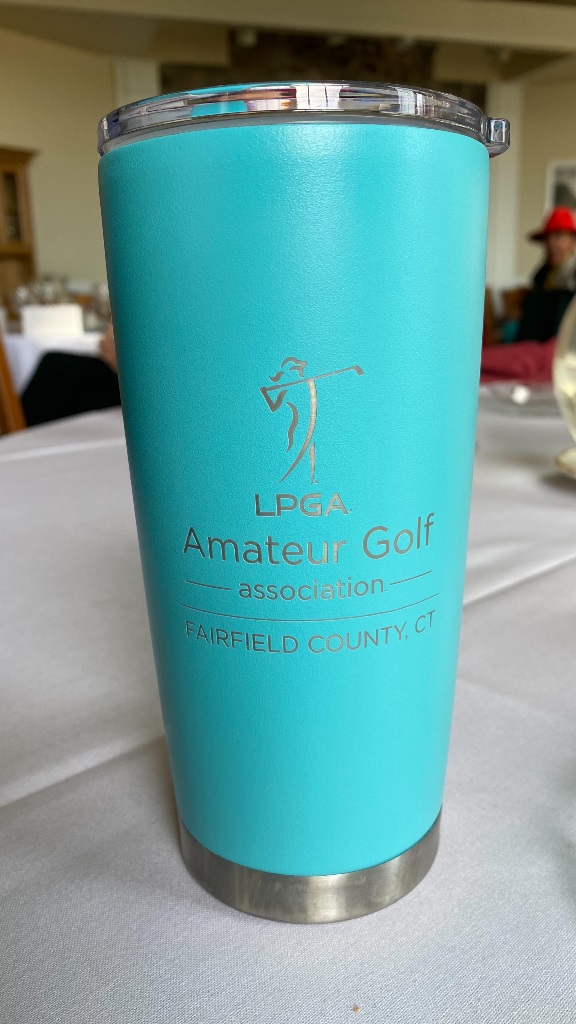 LPGA
Amateur Golf
association
FAIRFIELD COUNTY, CT